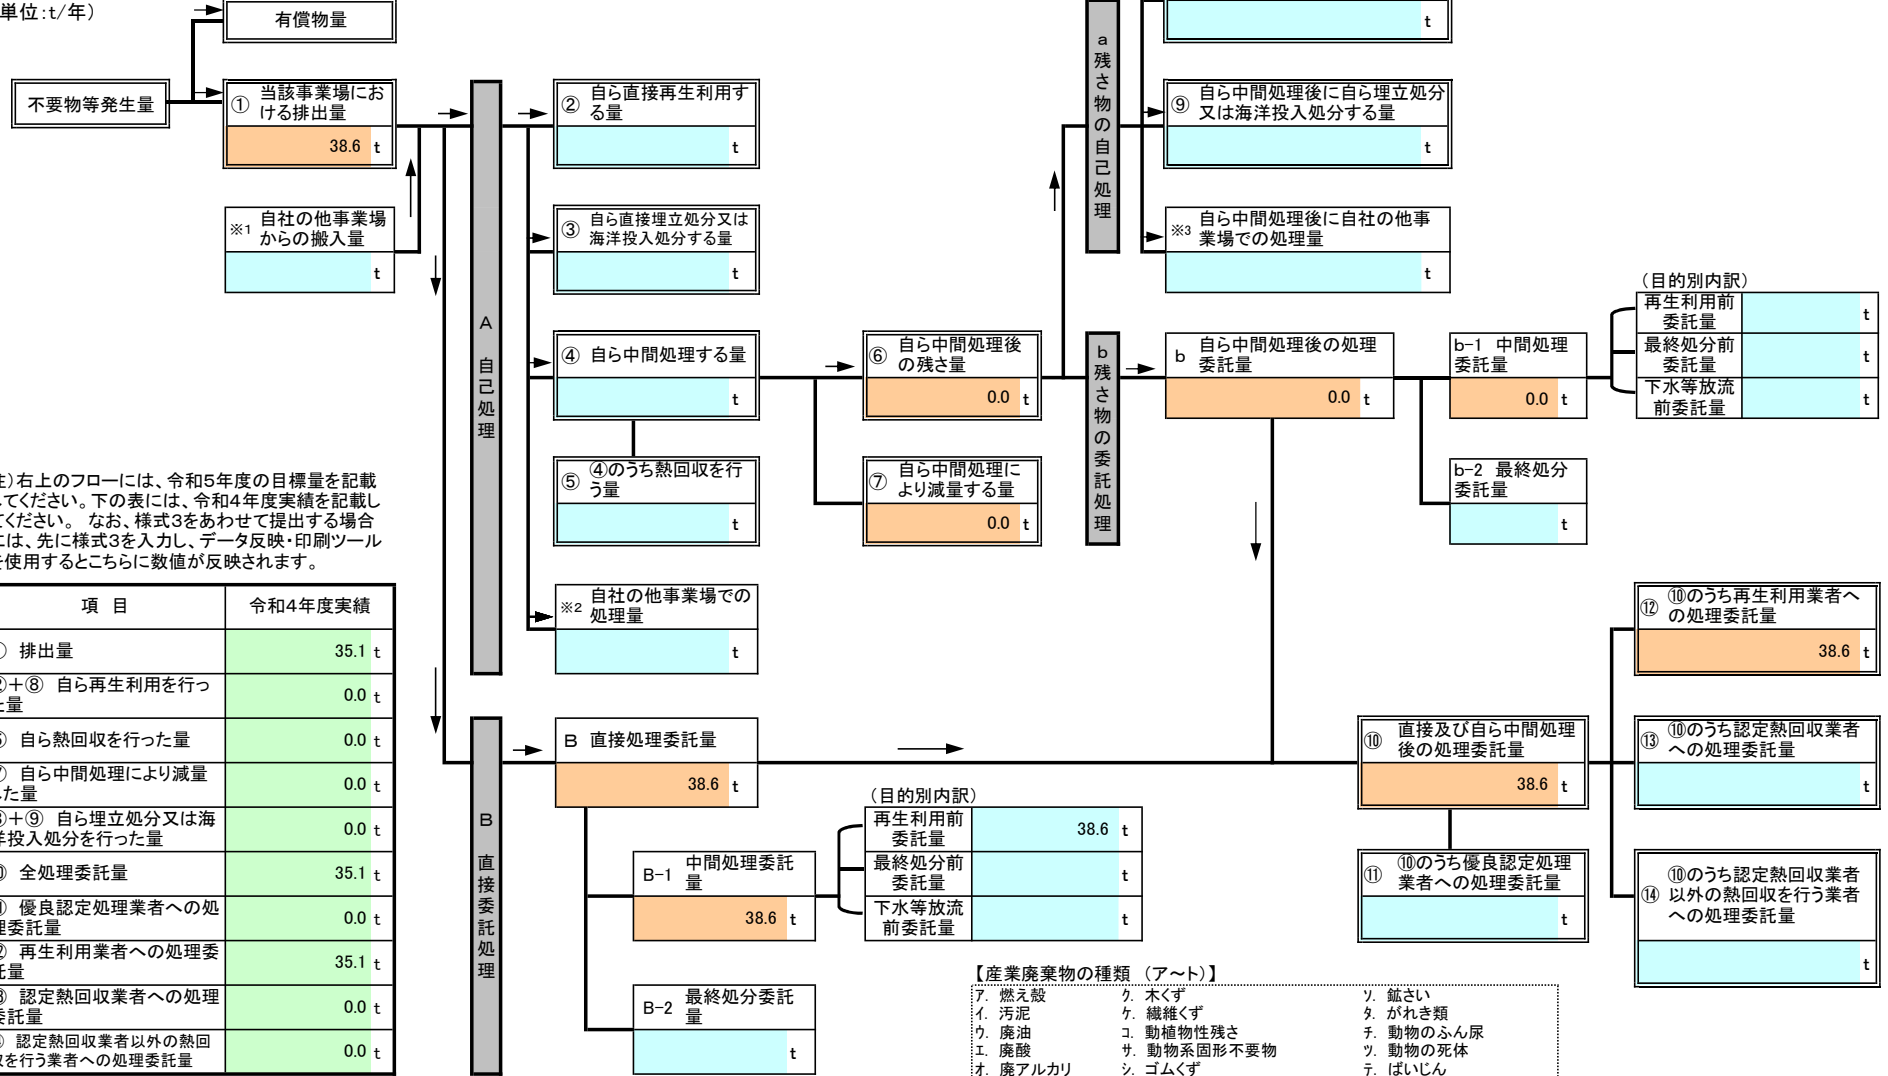 単位:t/年)
有償物量
不要物等発生量
① 当該事業場にお
ける排出量
38.6 t
※1 自社の他事業場
からの搬入量
t
A 自己処理
② 自ら直接再生利用す
る量
t
③ 自ら直接埋立処分又は
海洋投入処分する量
t
④ 自ら中間処理する量
t
⑤ ④のうち熱回収を行
う量
t
※2 自社の他事業場での
処理量
t
⑥ 自ら中間処理後
の残さ量
0.0 t
⑦ 自ら中間処理に
より減量する量
0.0 t
a残さ物の自己処理
t
⑨ 自ら中間処理後に自ら埋立処分
又は海洋投入処分する量
t
※3 自ら中間処理後に自社の他事
業場での処理量
t
b残さ物の委託処理
b 自ら中間処理後の処理
委託量
0.0 t
b-1 中間処理
委託量
0.0 t
(目的別内訳)
再生利用前
委託量
t
最終処分前
委託量
t
下水等放流
前委託量
t
b-2 最終処分
委託量
t
)右上のフローには、令和5年度の目標量を記載
てください。下の表には、令和4年度実績を記載し
ください。 なお、様式3をあわせて提出する場合
は、先に様式3を入力し、データ反映・印刷ツール
使用するとこちらに数値が反映されます。
項 目 令和4年度実績
排出量 35.1 t
+⑧ 自ら再生利用を行っ
量 0.0 t
自ら熱回収を行った量 0.0 t
自ら中間処理により減量
た量 0.0 t
+⑨ 自ら埋立処分又は海
投入処分を行った量 0.0 t
全処理委託量 35.1 t
優良認定処理業者への処
委託量 0.0 t
再生利用業者への処理委
量 35.1 t
認定熱回収業者への処理
託量 0.0 t
認定熱回収業者以外の熱回
を行う業者への処理委託量 0.0 t
B 直接委託処理
B 直接処理委託量
38.6 t
B-1 中間処理委託
量
38.6 t
(目的別内訳)
再生利用前
委託量
38.6 t
最終処分前
委託量
t
下水等放流
前委託量
t
B-2 最終処分委託
量
t
⑩ 直接及び自ら中間処理
後の処理委託量
38.6 t
⑪ ⑩のうち優良認定処理
業者への処理委託量
t
⑫ ⑩のうち再生利用業者へ
の処理委託量
38.6 t
⑬ ⑩のうち認定熱回収業者
への処理委託量
t
⑭ ⑩のうち認定熱回収業者
以外の熱回収を行う業者
への処理委託量
t
【産業廃棄物の種類 (ア～ト)】
ア. 燃え殻 ク. 木くず ソ. 鉱さい
イ. 汚泥 ケ. 繊維くず タ. がれき類
ウ. 廃油 コ. 動植物性残さ チ. 動物のふん尿
エ. 廃酸 サ. 動物系固形不要物 ツ. 動物の死体
オ. 廃アルカリ シ. ゴムくず テ. ばいじん